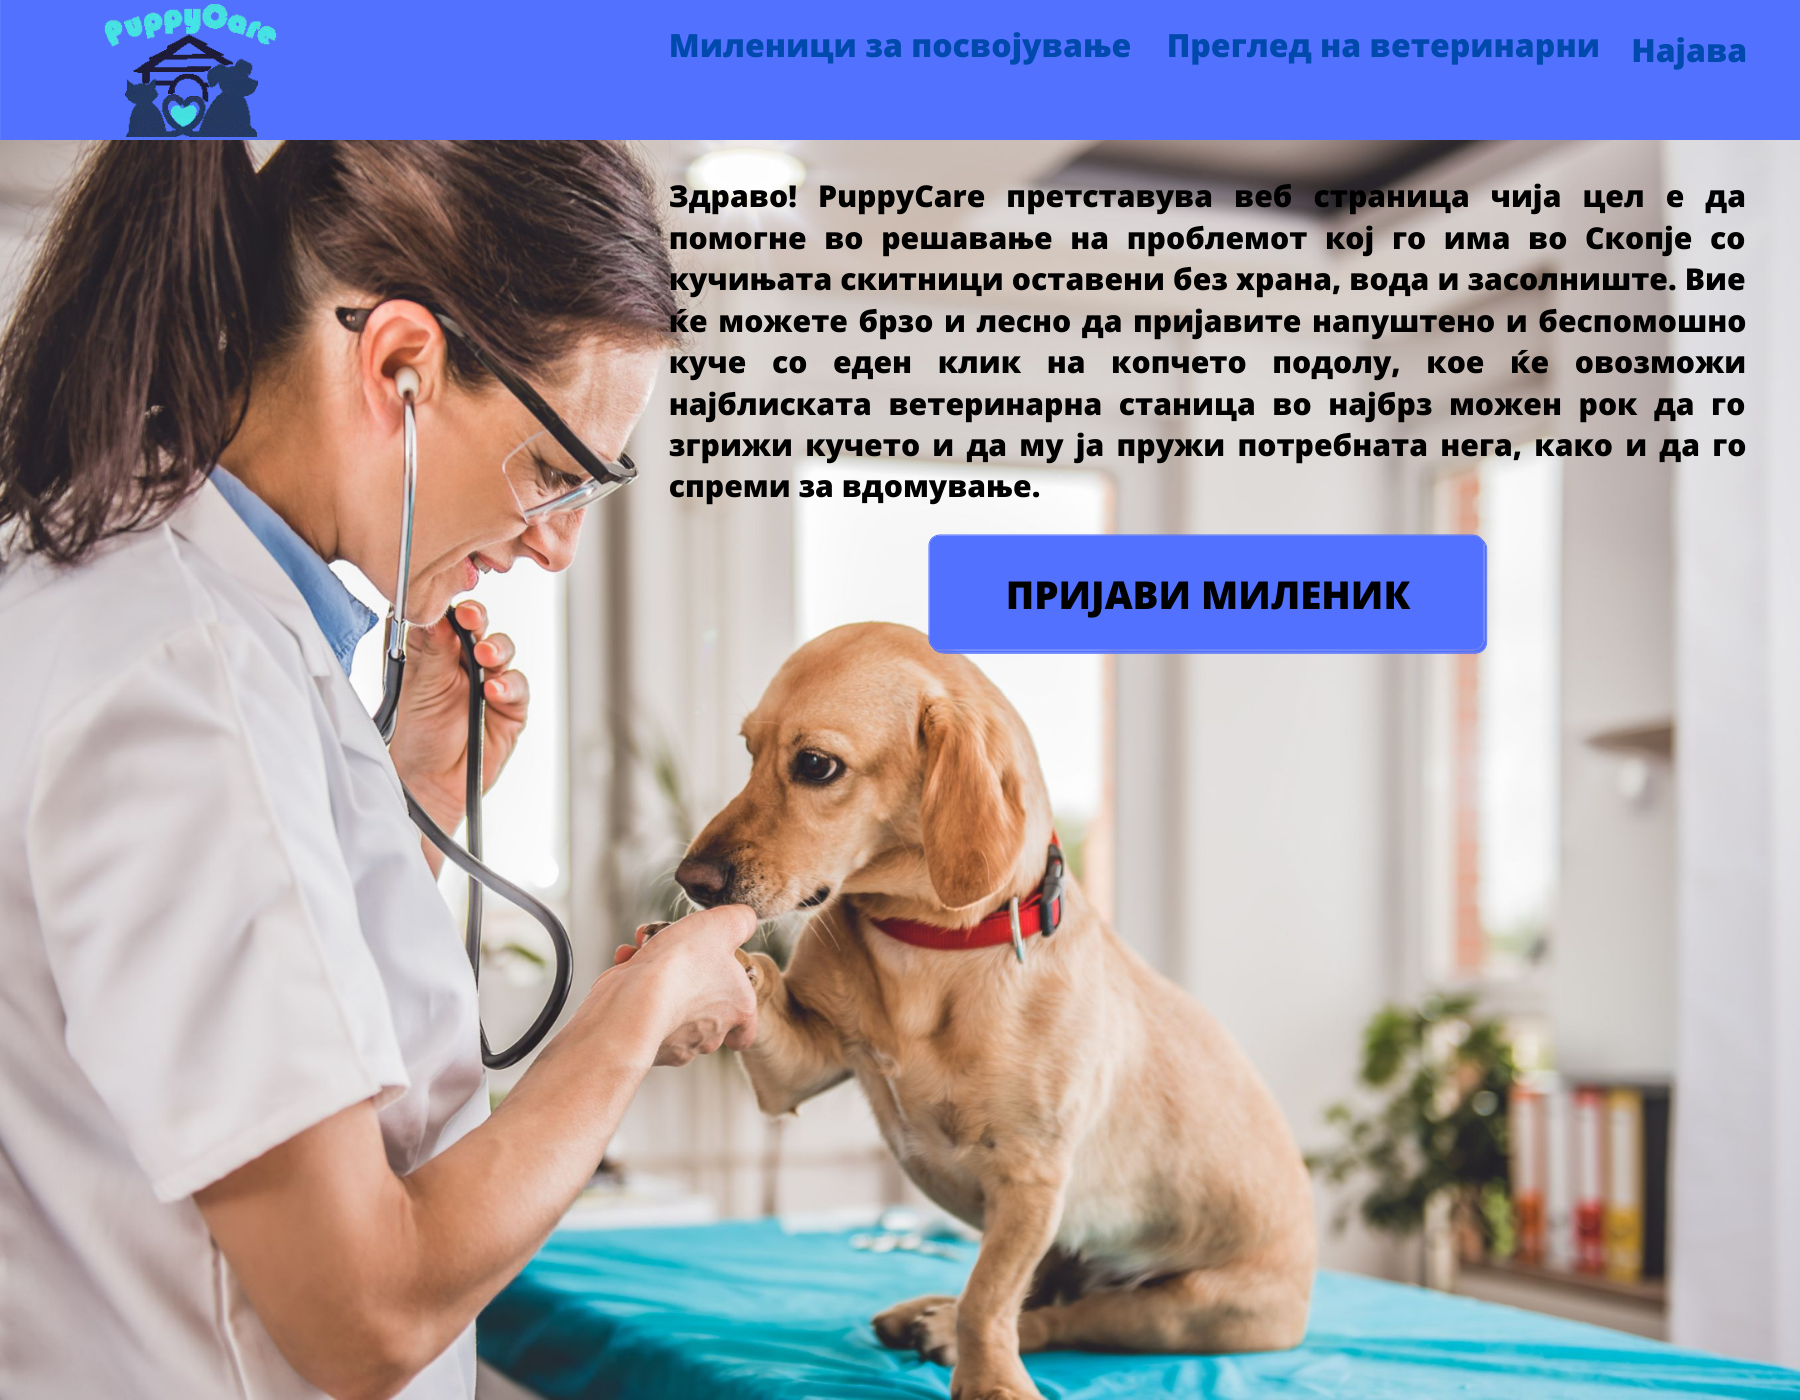 PuppyCare
Миленици за посвојување
Преглед на ветеринарни
Најава
Здраво! PuppyCare претставува веб страница чија цел е да
помогне во решавање на проблемот кој го има во Скопје со
кучињата скитници оставени без храна, вода и засолниште. Вие
ќе можете брзо и лесно да пријавите напуштено и беспомошно
куче со еден клик на копчето подолу, кое ќе овозможи
најблиската ветеринарна станица во најбрз можен рок да го
згрижи кучето и да му ја пружи потребната нега, како и да го
спреми за вдомување.
ПРИЈАВИ МИЛЕНИК